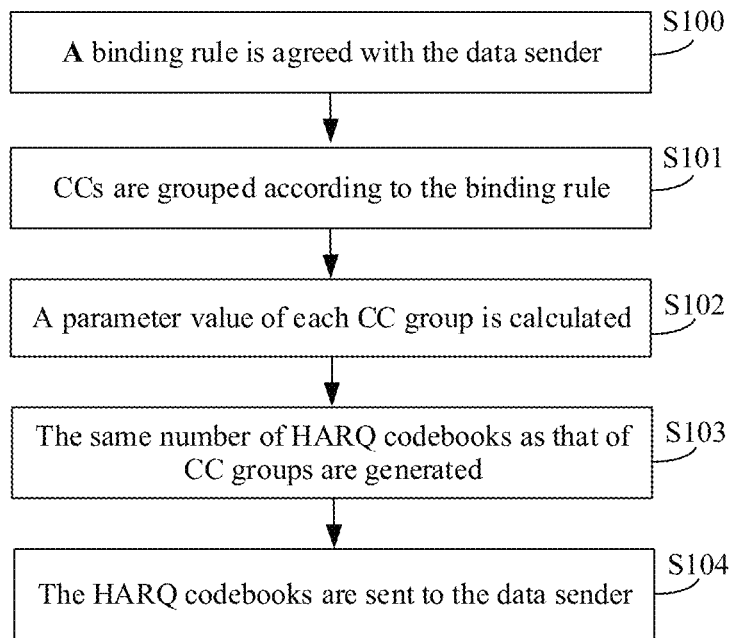 S100
A binding rule is agreed with the data sender
S101
CCs are grouped according to the binding rule
S102
A parameter value of each CC group is calculated
S103
The same number of HARQ codebooks as that of
CC groups are generated
S104
The HARQ codebooks are sent to the data sender